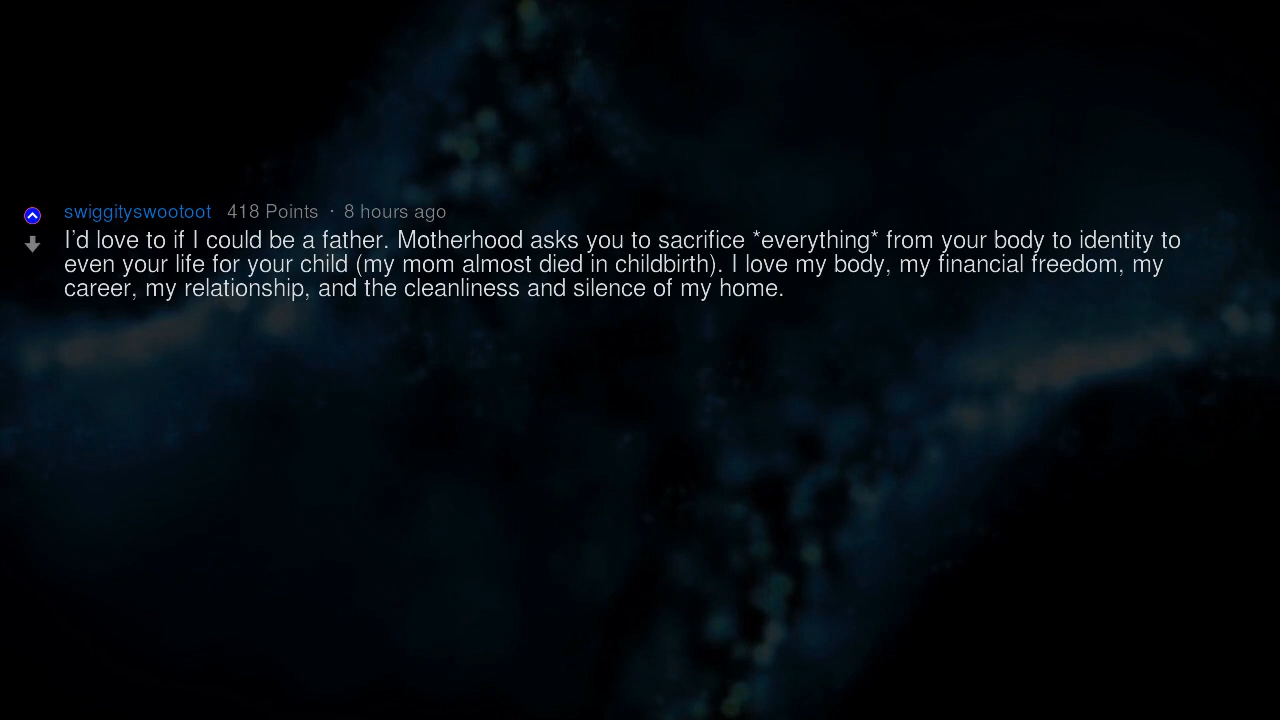 swiggityswootoot 418 Points · 8 hours ago
I'd love to if I could be a father. Motherhood asks you to sacrifice *everything* from your body to identity to
even your life for your child (my mom almost died in childbirth). I love my body, my financial freedom, my
career, my relationship, and the cleanliness and silence of my home.